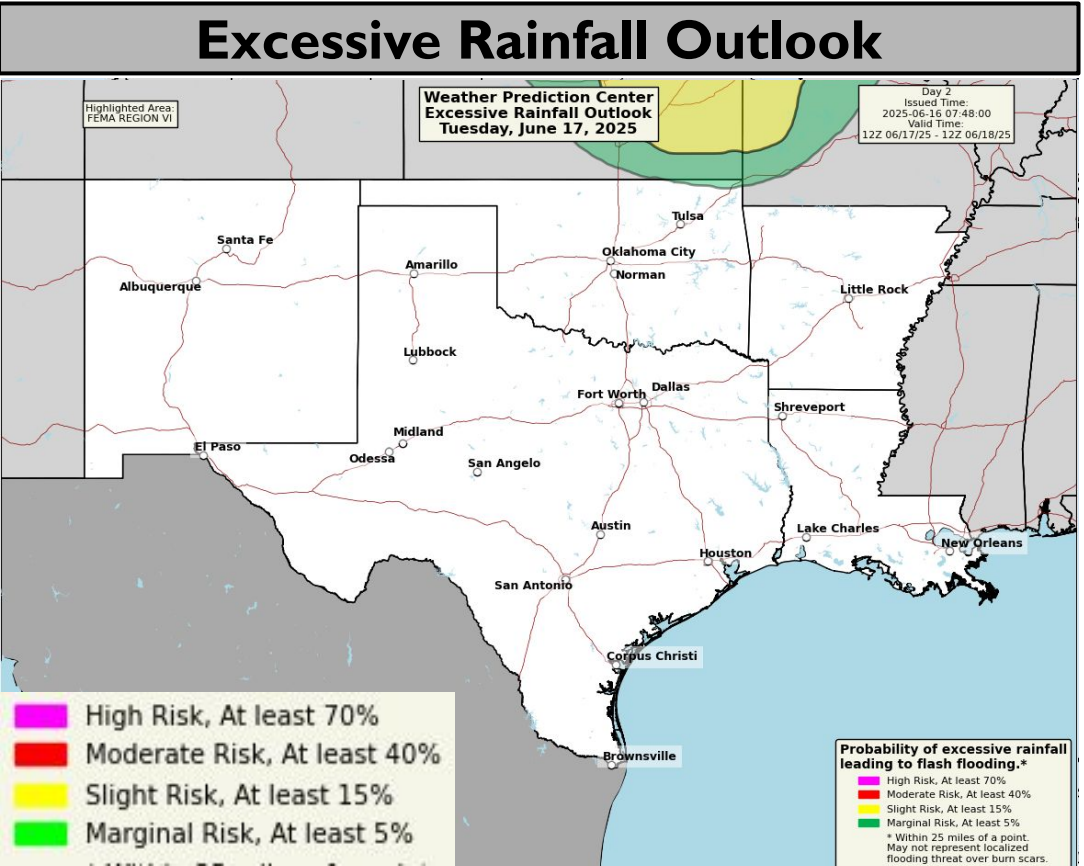 Excessive Rainfall Outlook
Highlighted Area:
FEMA REGION VI
Weather Prediction Center
Excessive Rainfall Outlook
Tuesday, June 17, 2025
Day 2
Issued Time:
2025-06-16 07:48:00
Valid Time:
12Z 06/17/25 - 12Z 06/18/25
Tulsa
Santa Fe
Oklahoma City
Amarillo
Norman
Albuquerque
Little Rock
Lubbock
Dallas
Fort Worth
Shreveport
Midland
El Paso
Odessa
San Angelo
Austin
Lake Charles
New Orleans
Houston
San Antonio
Corpus Christi
Brownsville
High Risk, At least 70%
Moderate Risk, At least 40%
Slight Risk, At least 15%
Marginal Risk, At least 5%
Probability of excessive rainfall
leading to flash flooding.*
High Risk, At least 70%
Moderate Risk, At least 40%
Slight Risk, At least 15%
Marginal Risk, At least 5%
* Within 25 miles of a point.
May not represent localized
flooding threat over burn scars.